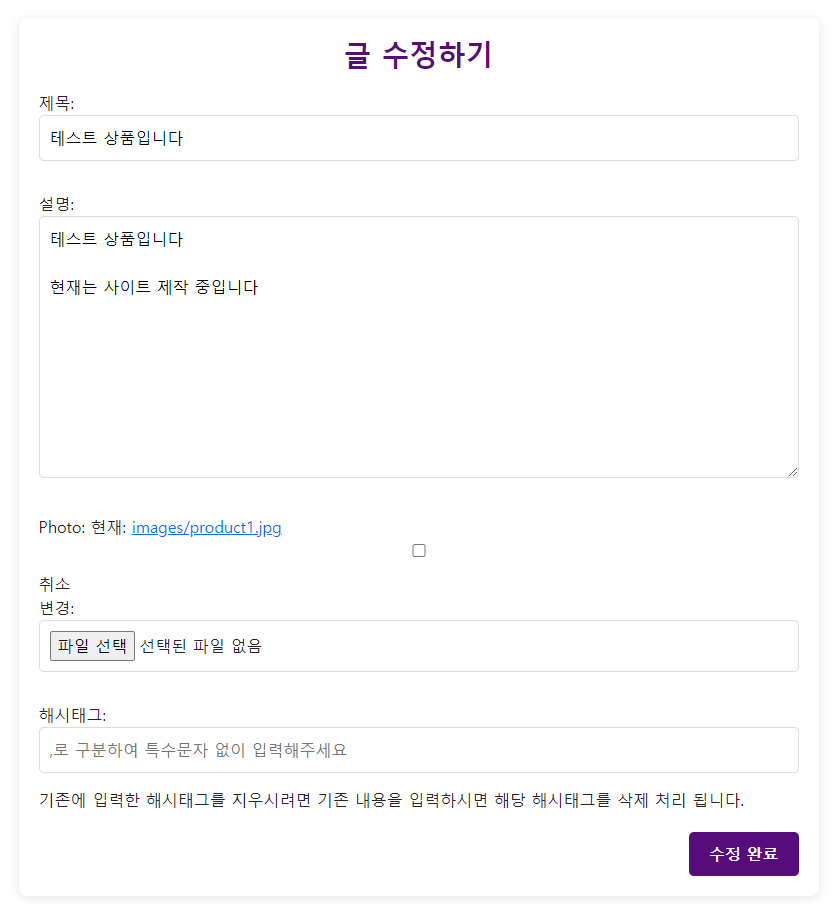 글 수정하기
제목:
테스트 상품입니다
설명:
테스트 상품입니다
현재는 사이트 제작 중입니다
Photo: 현재: images/product1.jpg
취소
변경:
파일 선택 선택된 파일 없음
해시태그:
,로 구분하여 특수문자 없이 입력해주세요
기존에 입력한 해시태그를 지우시려면 기존 내용을 입력하시면 해당 해시태그를 삭제 처리 됩니다.
수정 완료